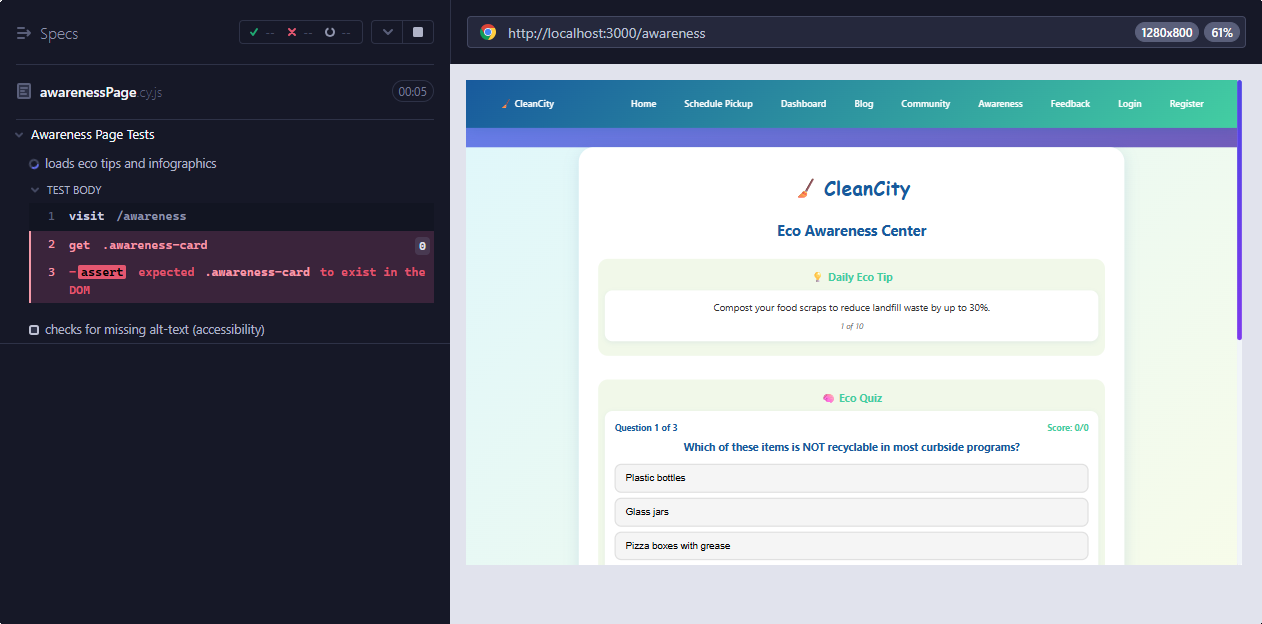 Specs
-- -- --
awarenessPage.cy.js
00:05
Awareness Page Tests
loads eco tips and infographics
TEST BODY
1 visit /awareness
2 get .awareness-card 0
3 -assert expected .awareness-card to exist in the
DOM
checks for missing alt-text (accessibility)
http://localhost:3000/awareness
1280x800 61%
CleanCity Home Schedule Pickup Dashboard Blog Community Awareness Feedback Login Register
CleanCity
Eco Awareness Center
Daily Eco Tip
Compost your food scraps to reduce landfill waste by up to 30%.
1 of 10
Eco Quiz
Question 1 of 3 Score: 0/0
Which of these items is NOT recyclable in most curbside programs?
Plastic bottles
Glass jars
Pizza boxes with grease